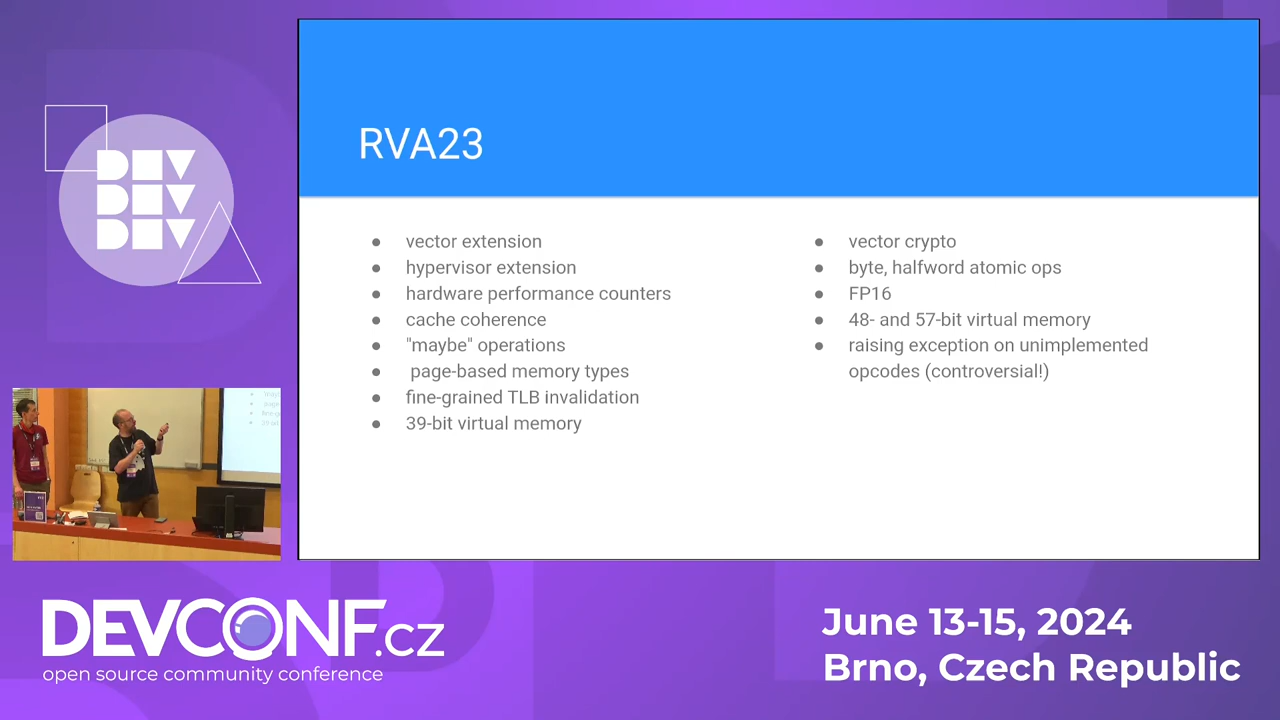 DEV
DEV
DEV
RVA23
vector extension
hypervisor extension
hardware performance counters
cache coherence
"maybe" operations
page-based memory types
fine-grained TLB invalidation
39-bit virtual memory
vector crypto
byte, halfword atomic ops
FP16
48- and 57-bit virtual memory
raising exception on unimplemented
opcodes (controversial!)
DEVCONF.cz
open source community conference
June 13-15, 2024
Brno, Czech Republic